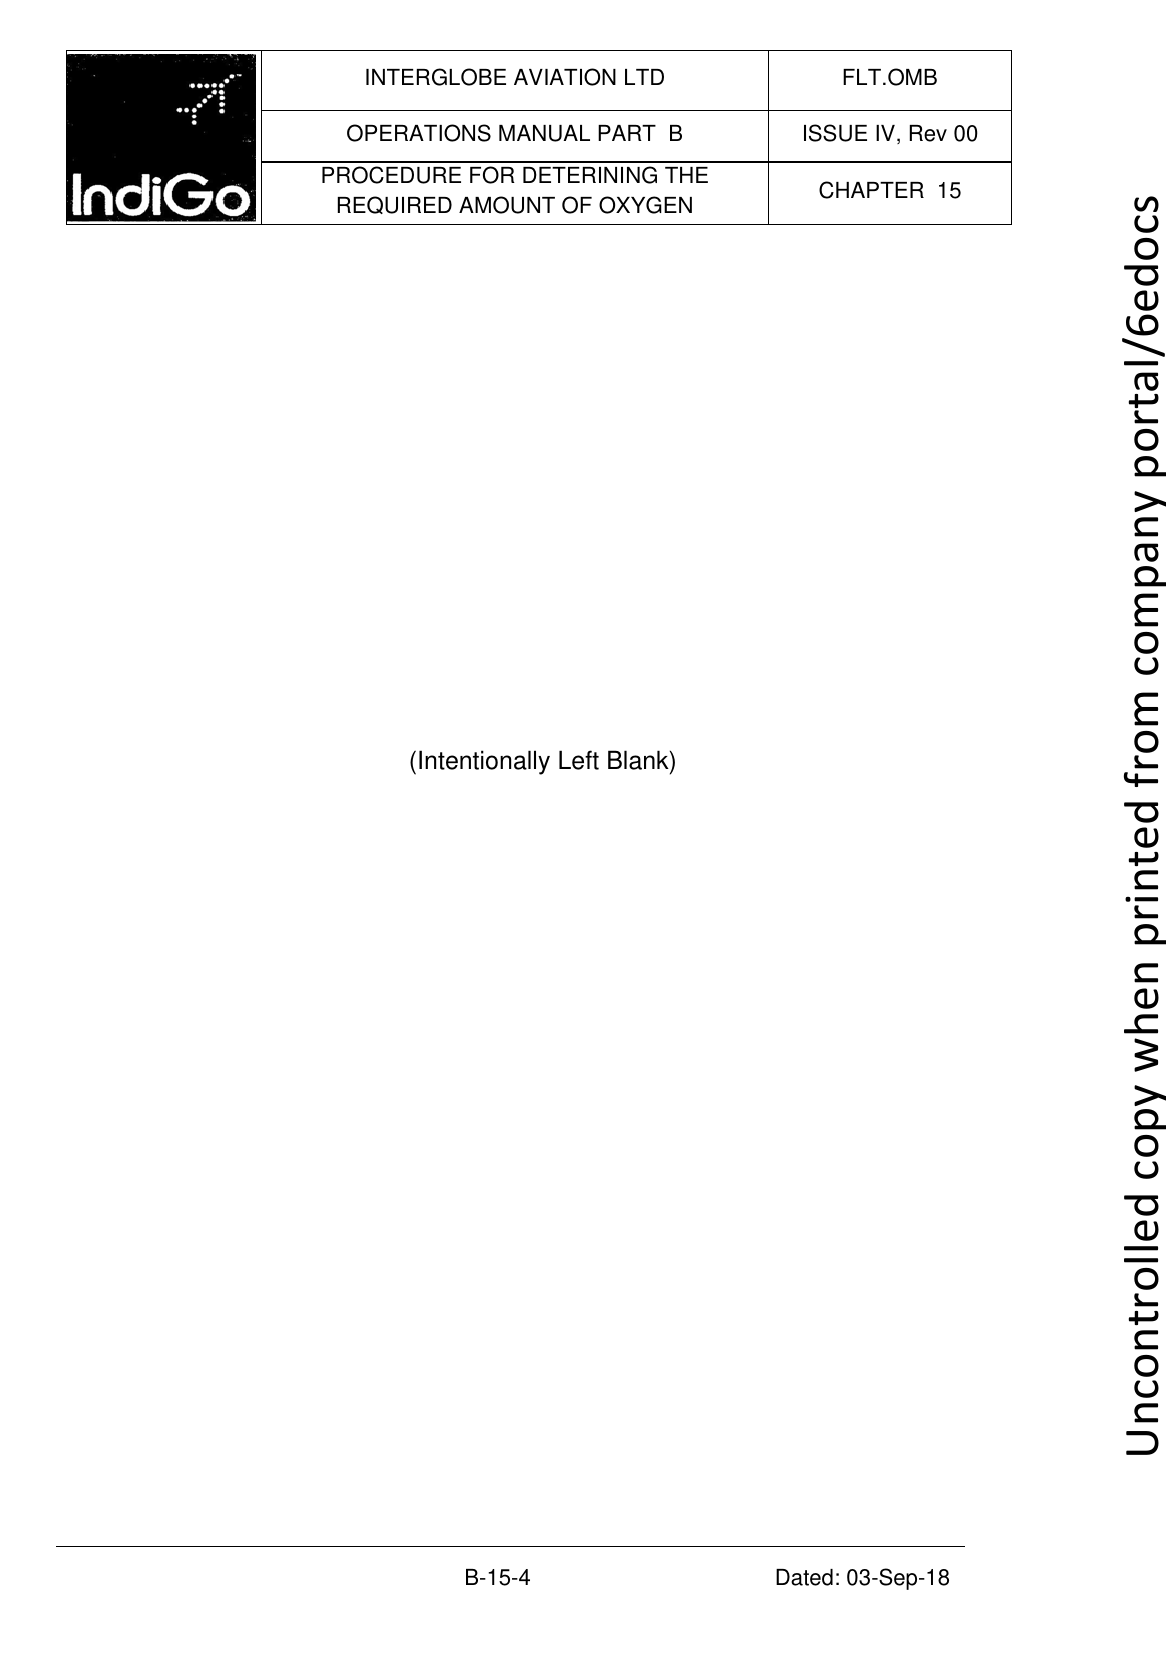 IndiGo
INTERGLOBE AVIATION LTD
FLT.OMB
OPERATIONS MANUAL PART B
ISSUE IV, Rev 00
PROCEDURE FOR DETERINING THE
REQUIRED AMOUNT OF OXYGEN
CHAPTER 15
(Intentionally Left Blank)
Uncontrolled copy when printed from company portal/6edocs
B-15-4
Dated: 03-Sep-18